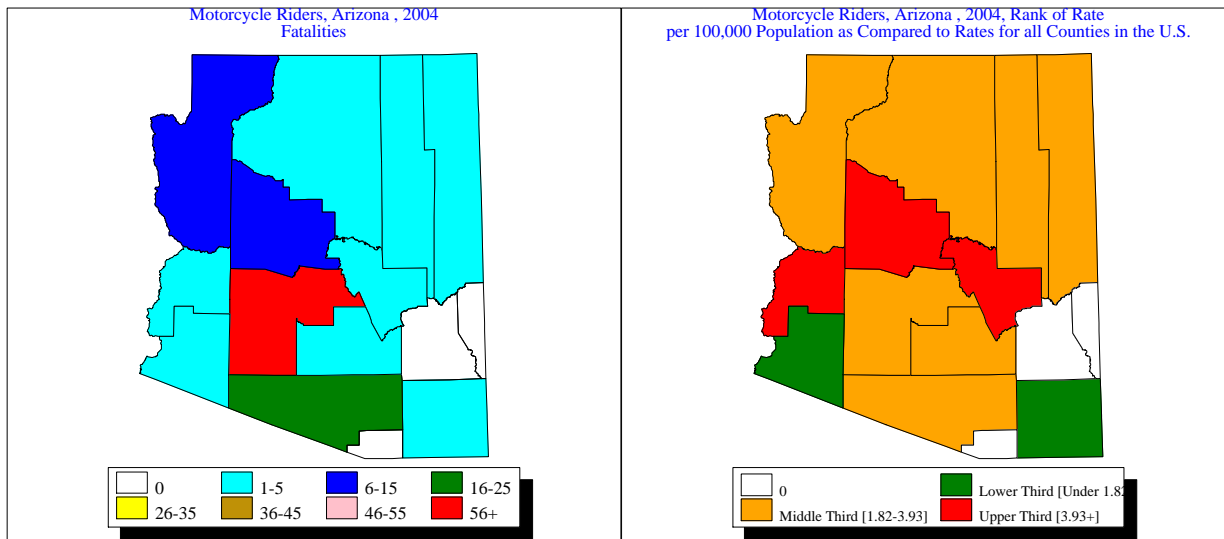 Motorcycle Riders, Arizona , 2004
Fatalities
0
1-5
6-15
16-25
26-35
36-45
46-55
56+
Motorcycle Riders, Arizona , 2004, Rank of Rate
per 100,000 Population as Compared to Rates for all Counties in the U.S.
0
Lower Third [Under 1.82
Middle Third [1.82-3.93]
Upper Third [3.93+]